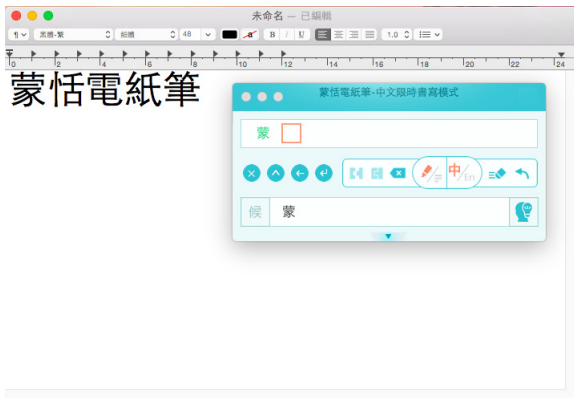 未命名 — 已編輯
¶ 黑體-繁 細體 48 a B I U 1.0
0 2 4 6 8 10 12 14 16 18 20 22 24
蒙恬電紙筆
蒙恬電紙筆-中文限時書寫模式
蒙
中/En
候 蒙